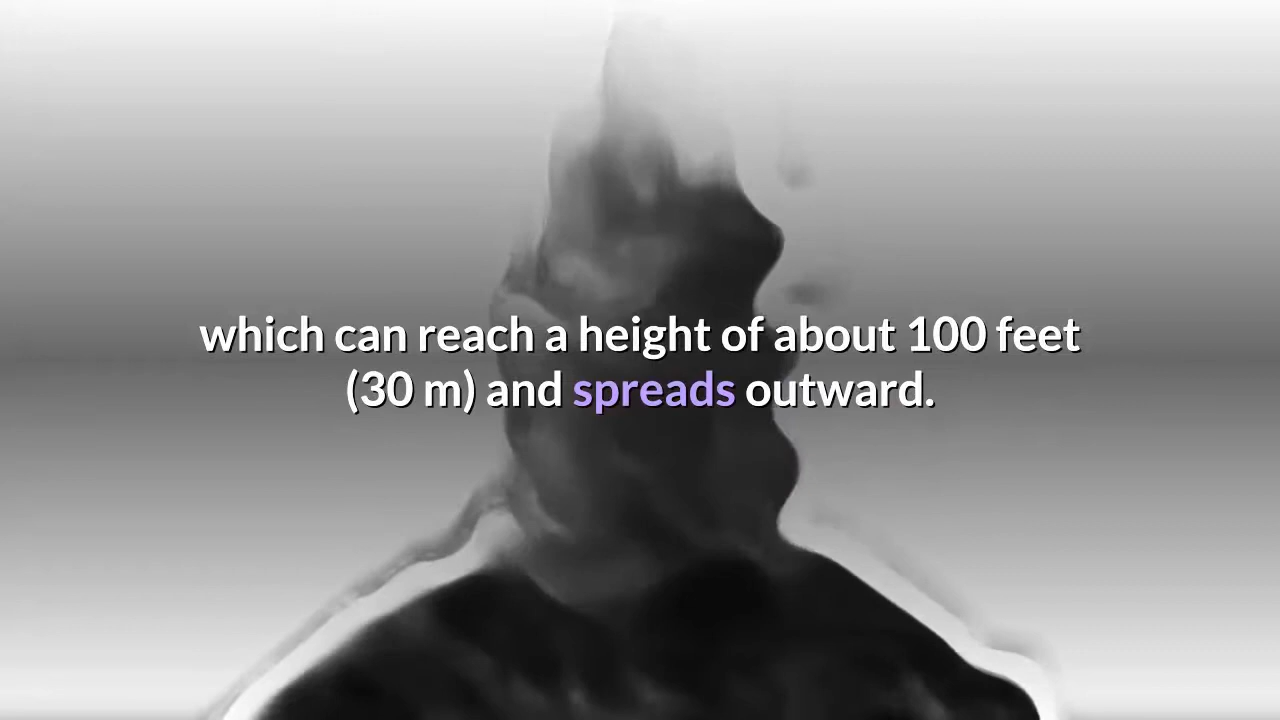 which can reach a height of about 100 feet
(30 m) and spreads outward.